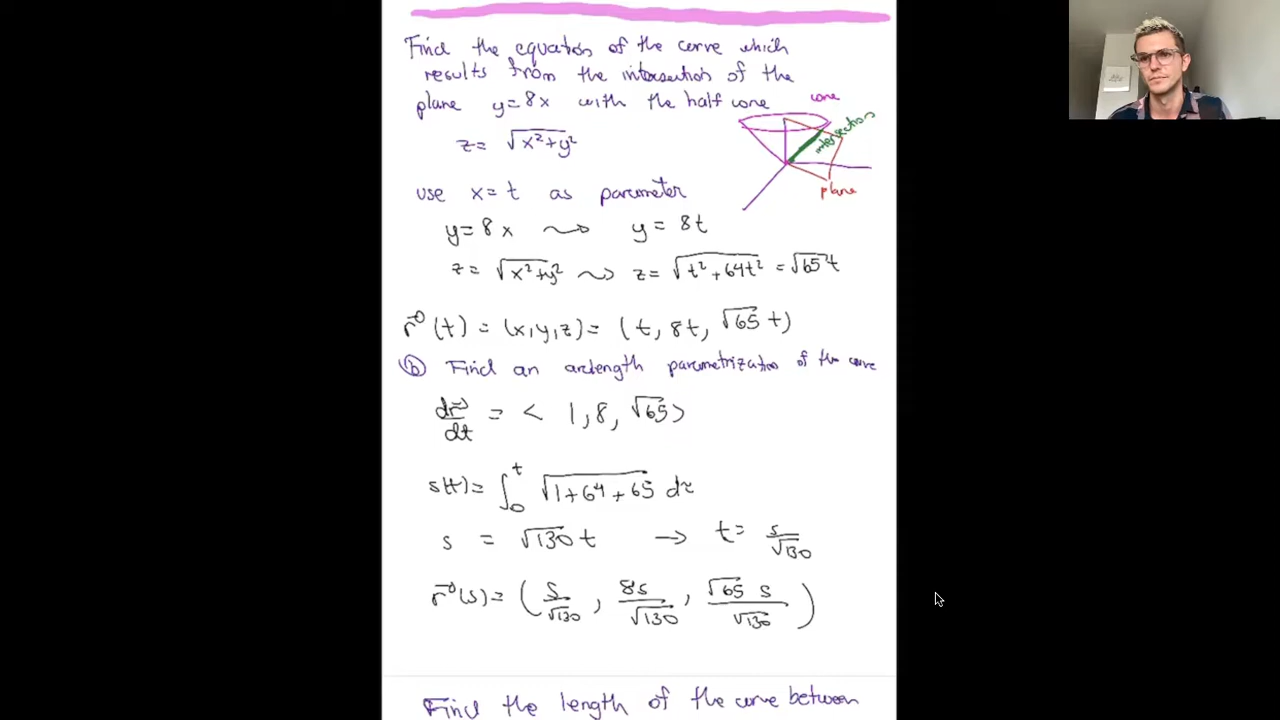 Find the equation of the curve which
results from the intersection of the
plane y=8x with the half cone
z= √x²+y²
cone
intersection
plane
use x=t as parameter
y=8x ⇝ y = 8t
z= √x²+y² ⇝ z= √t²+64t² = √65 t
r⃗(t) = (x,y,z) = (t, 8t, √65 t)
(b) Find an arclength parametrization of the curve
dr⃗/dt = < 1,8, √65>
s(t)= ∫₀ᵗ √1+64+65 dτ
s = √130 t → t= s/√130
r⃗(s) = (s/√130, 8s/√130, √65 s/√130)
Find the length of the curve between